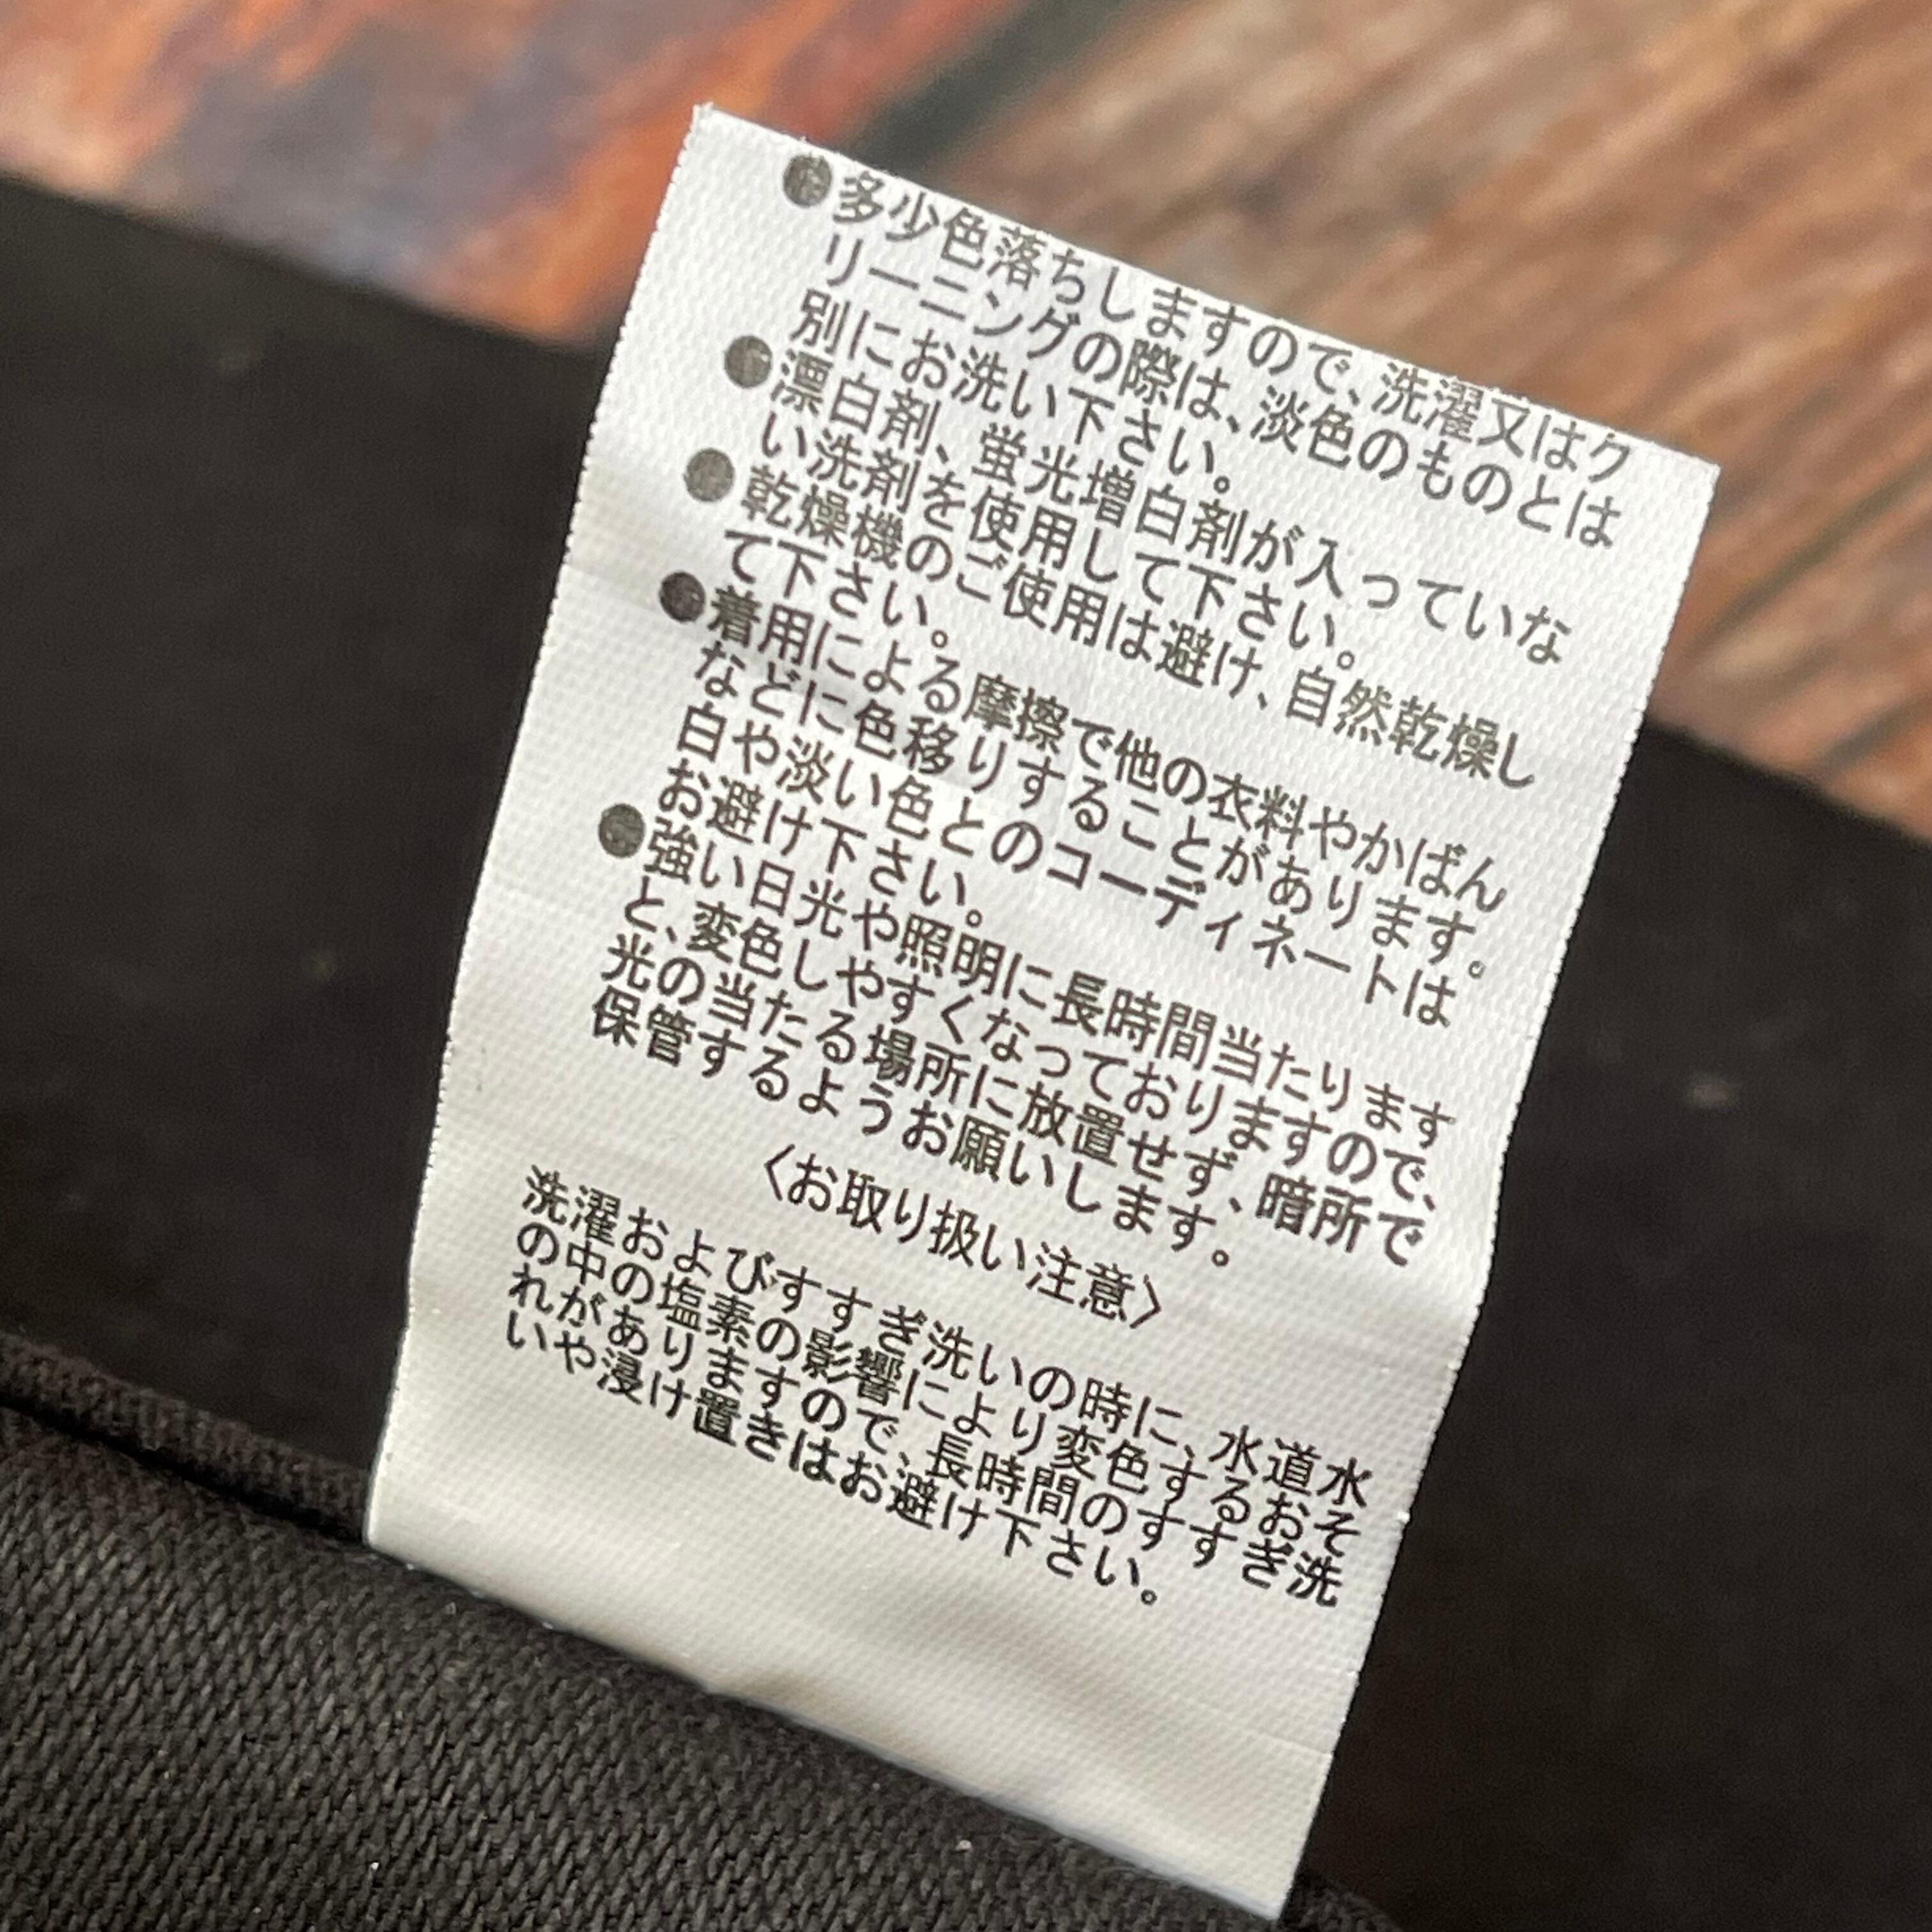 ●多少色落ちしますので、洗濯又はク
リーニングの際は、淡色のものとは
別にお洗い下さい。
●漂白剤、蛍光増白剤が入っていな
い洗剤を使用して下さい。
●乾燥機のご使用は避け、自然乾燥し
て下さい。
●着用による摩擦で他の衣料やかばん
などに色移りすることがあります。
白や淡い色とのコーディネートは
お避け下さい。
●強い日光や照明に長時間当たります
と、変色しやすくなっておりますので、
光の当たる場所に放置せず、暗所で
保管するようお願いします。
〈お取り扱い注意〉
洗濯およびすすぎ洗いの時に、水道水
の中の塩素の影響により変色するおそ
れがありますので、長時間のすすぎ洗
いや浸け置きはお避け下さい。